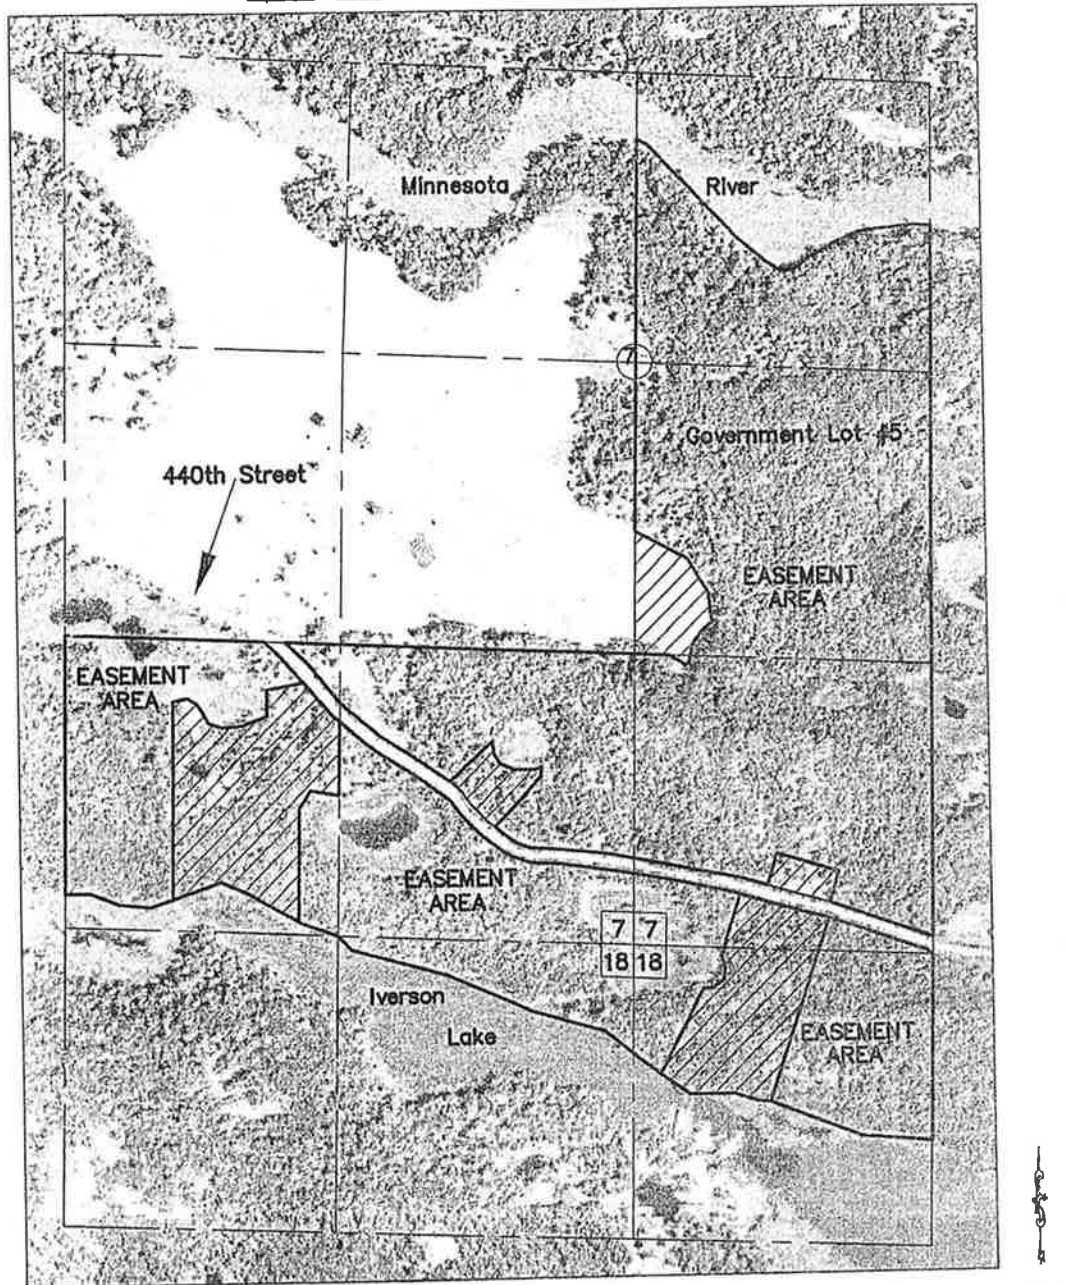 Minnesota River
7
Government Lot #5
440th Street
EASEMENT
AREA
EASEMENT
AREA
EASEMENT
AREA
7 7
18 18
Iverson
Lake
EASEMENT
AREA